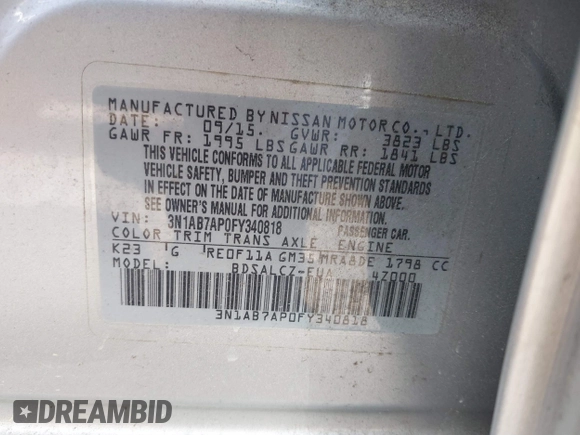 MANUFACTURED BY NISSAN MOTOR CO., LTD.
DATE: 09/15. GVWR: 3823 LBS
GAWR FR: 1995 LBS GAWR RR: 1841 LBS
THIS VEHICLE CONFORMS TO ALL APPLICABLE FEDERAL MOTOR
VEHICLE SAFETY, BUMPER AND THEFT PREVENTION STANDARDS
IN EFFECT ON THE DATE OF MANUFACTURE SHOWN ABOVE.
SEE OWNER'S MANUAL FOR ADDITIONAL INFORMATION.
VIN: 3N1AB7AP0FY340818 PASSENGER CAR.
COLOR TRIM TRANS AXLE ENGINE
K23 G RE0F11A GM35 MRA8DE 1798 CC
MODEL: BDSALCZ-EUA 4Z000
3N1AB7AP0FY340818
DREAMBID